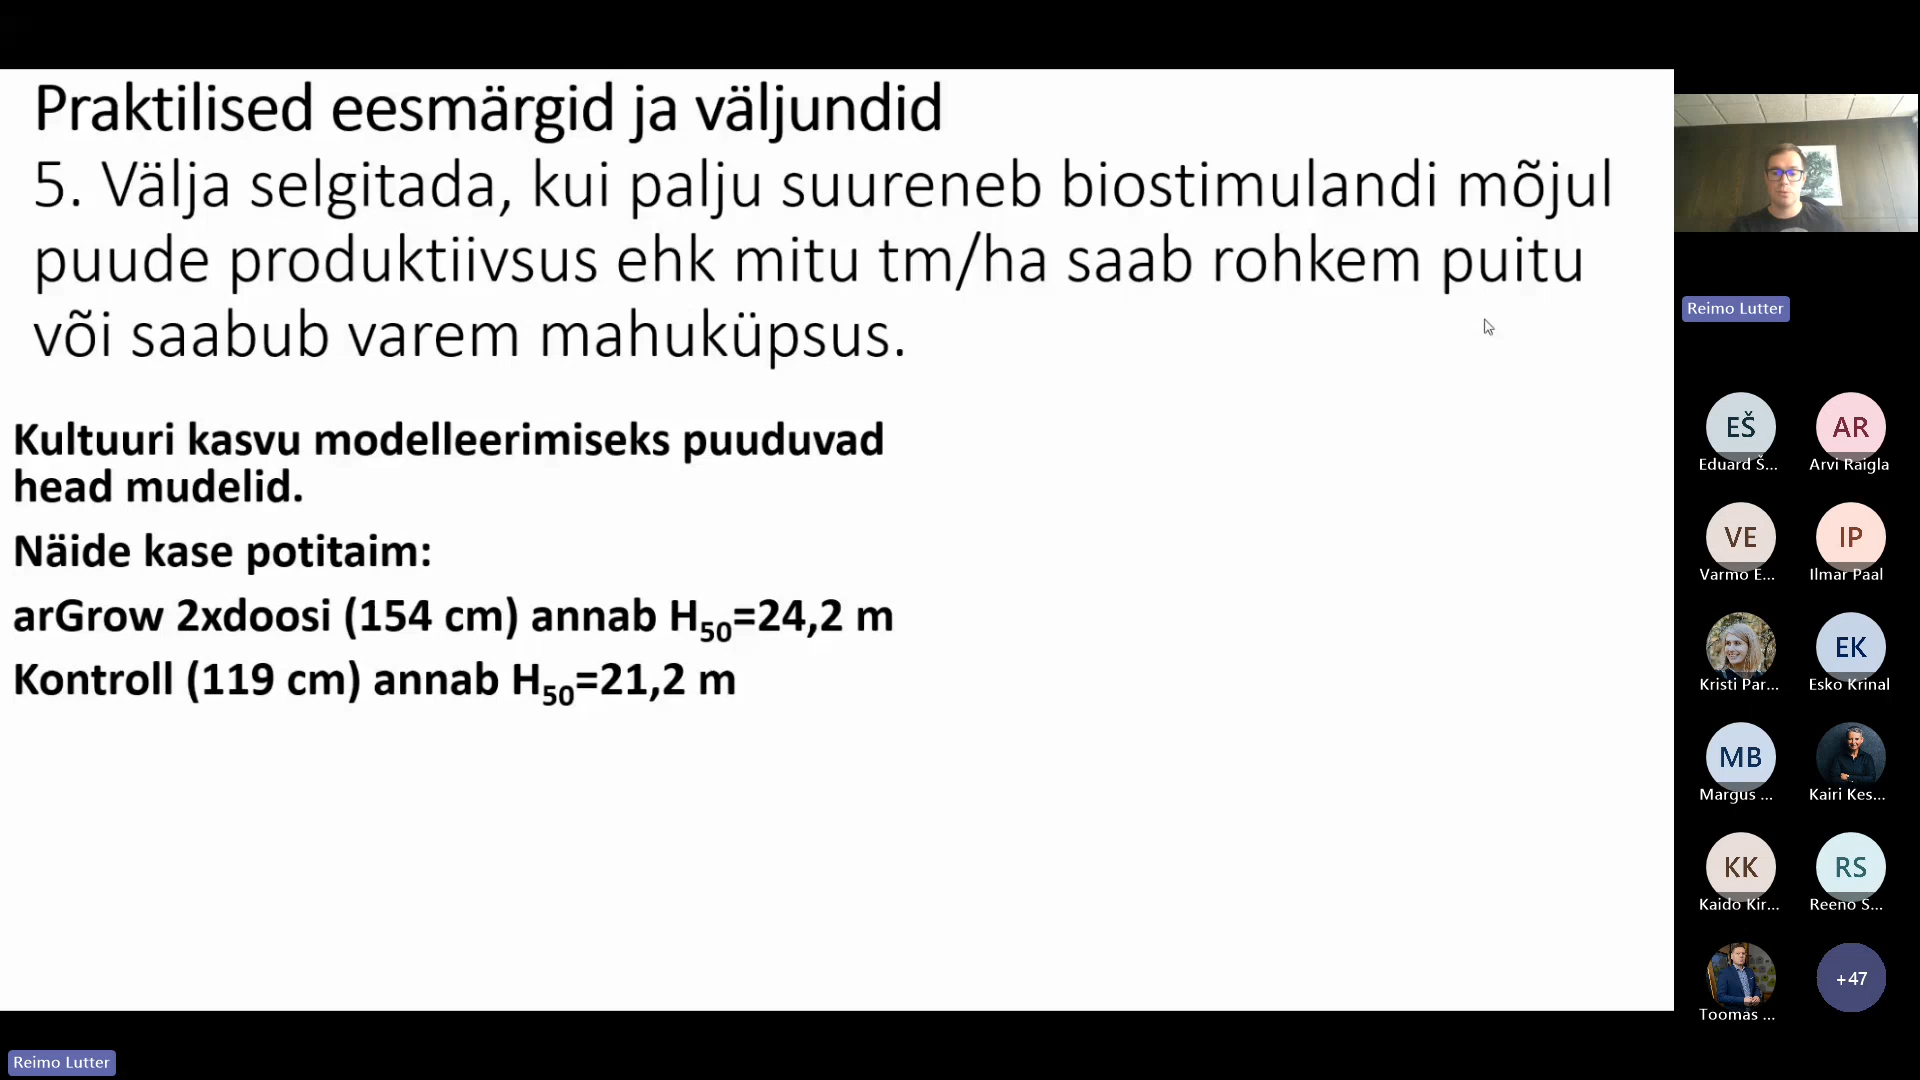 Praktilised eesmärgid ja väljundid
5. Välja selgitada, kui palju suureneb biostimulandi mõjul
puude produktiivsus ehk mitu tm/ha saab rohkem puitu
või saabub varem mahuküpsus.
Kultuuri kasvu modelleerimiseks puuduvad
head mudelid.
Näide kase potitaim:
arGrow 2xdoosi (154 cm) annab H₅₀=24,2 m
Kontroll (119 cm) annab H₅₀=21,2 m
Reimo Lutter
EŠ
Eduard Š...
AR
Arvi Raigla
VE
Varmo E...
IP
Ilmar Paal
Kristi Par...
EK
Esko Krinal
MB
Margus ...
Kairi Kes...
KK
Kaido Kir...
RS
Reeno S...
Toomas ...
+47
Reimo Lutter